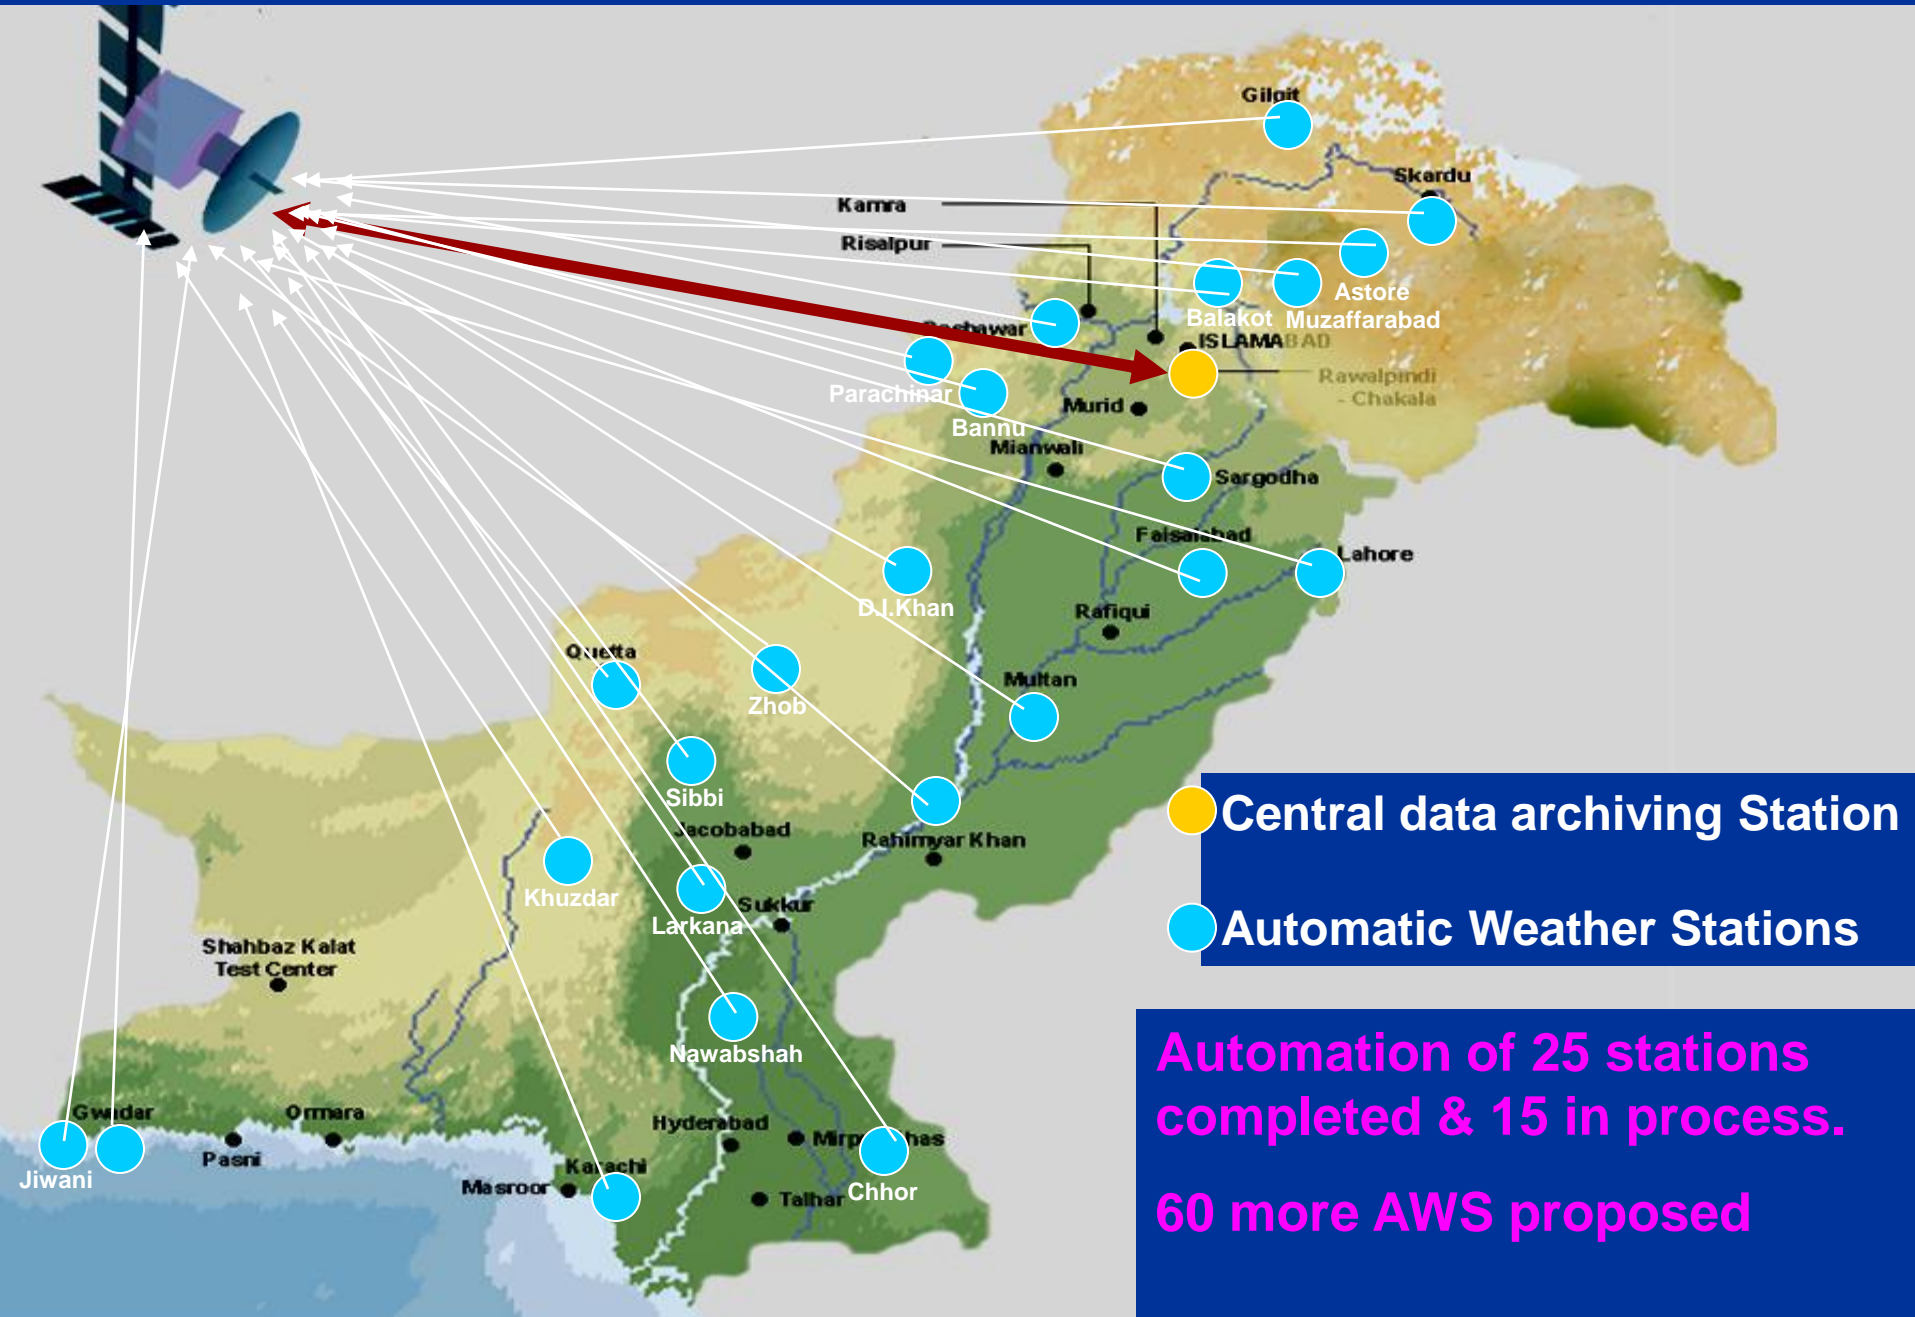 Gilgit
Skardu
Kamra
Risalpur
Astore
Balakot
Muzaffarabad
Peshawar
ISLAMABAD
Rawalpindi
- Chakala
Parachinar
Murid
Bannu
Mianwali
Sargodha
Faisalabad
Lahore
D.I.Khan
Rafiqui
Quetta
Multan
Zhob
Sibbi
Jacobabad
Rahimyar Khan
Khuzdar
Larkana
Sukkur
Shahbaz Kalat
Test Center
Nawabshah
Gwadar
Ormara
Hyderabad
Mirpurkhas
Pasni
Jiwani
Karachi
Masroor
Talhar
Chhor
Central data archiving Station
Automatic Weather Stations
Automation of 25 stations
completed & 15 in process.
60 more AWS proposed